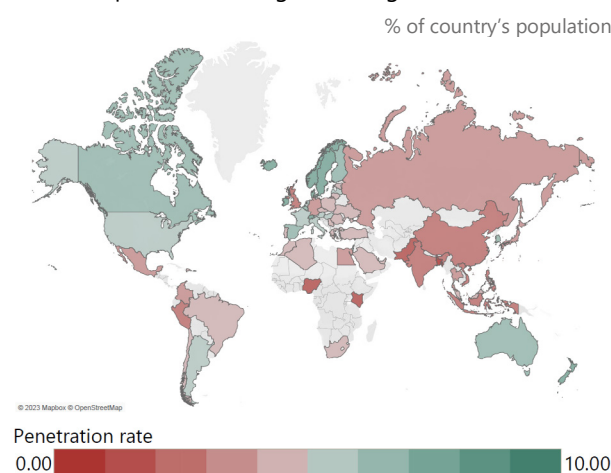 % of country's population
© 2023 Mapbox © OpenStreetMap
Penetration rate
0.00 10.00